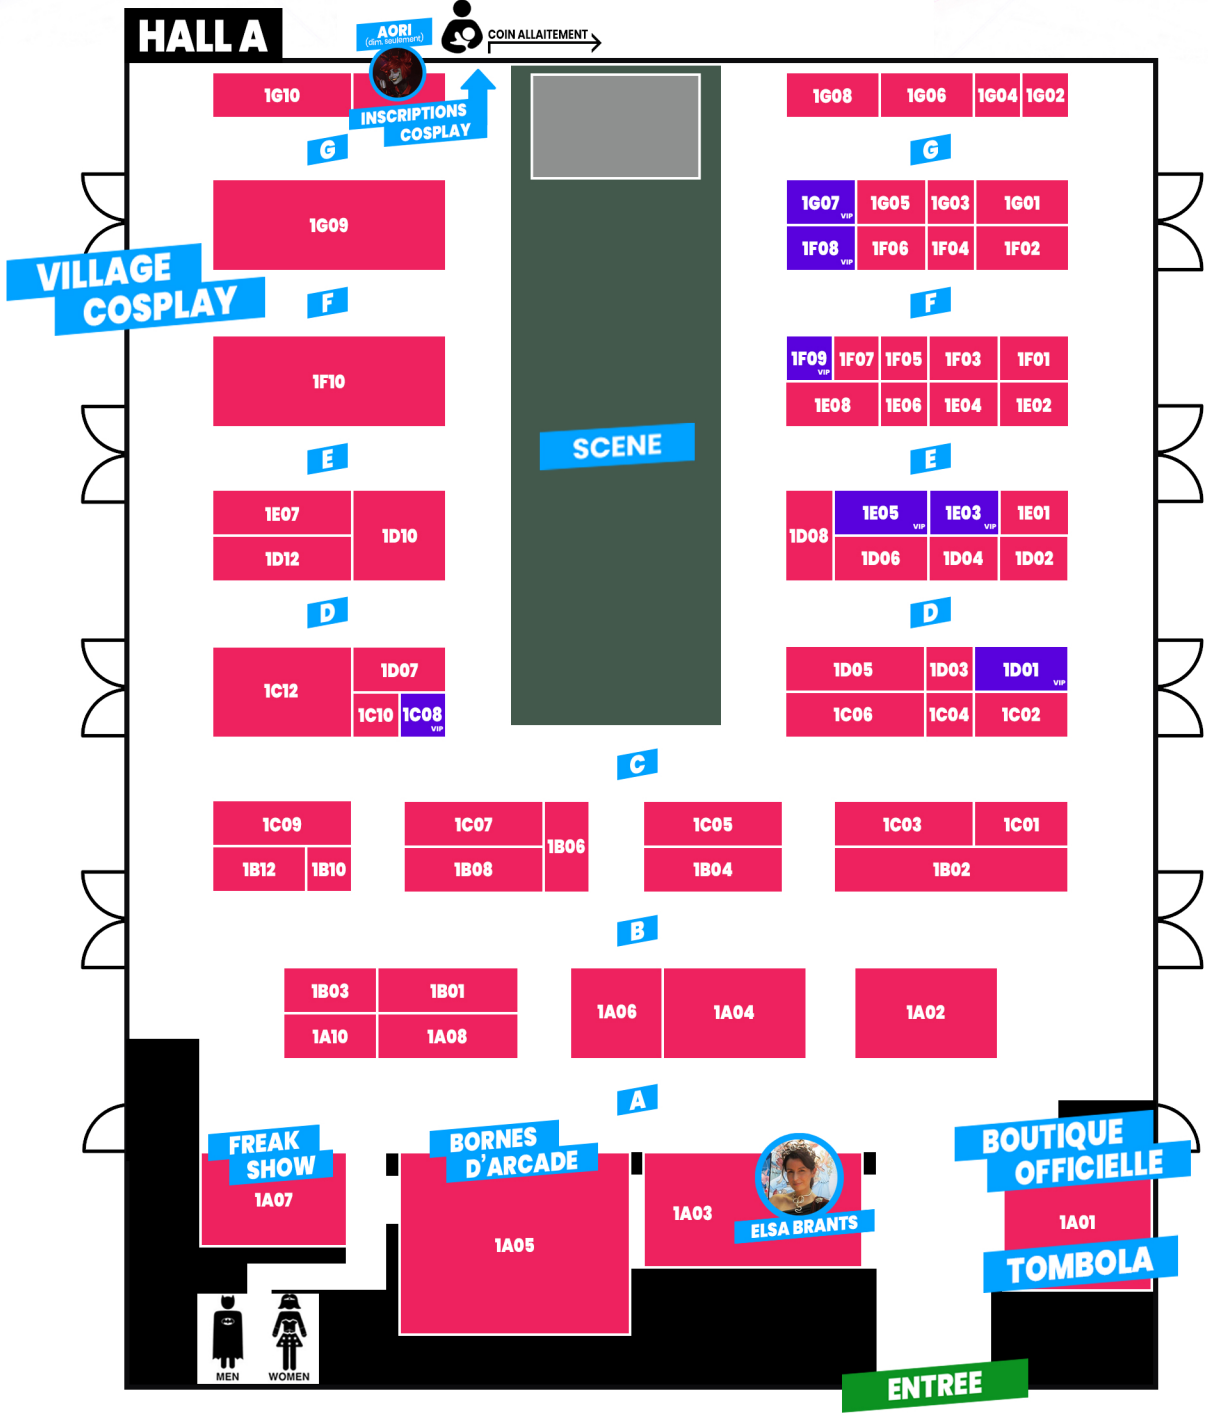 HALL A
AORI
(dim. seulement)
COIN ALLAITEMENT
1G10
INSCRIPTIONS
COSPLAY
1G08
1G06
1G04
1G02
G
G
1G09
1G07
VIP
1G05
1G03
1G01
1F08
VIP
1F06
1F04
1F02
VILLAGE
COSPLAY
F
F
1F10
1F09
VIP
1F07
1F05
1F03
1F01
1E08
1E06
1E04
1E02
SCENE
E
E
1E07
1D12
1D10
1D08
1E05
VIP
1E03
VIP
1E01
1D06
1D04
1D02
D
D
1C12
1D07
1C10
1C08
VIP
1D05
1D03
1D01
VIP
1C06
1C04
1C02
C
1C09
1B12
1B10
1C07
1B08
1B06
1C05
1B04
1C03
1C01
1B02
B
1B03
1B01
1A10
1A08
1A06
1A04
1A02
A
FREAK
SHOW
1A07
BORNES
D'ARCADE
1A05
1A03
ELSA BRANTS
BOUTIQUE
OFFICIELLE
1A01
TOMBOLA
MEN
WOMEN
ENTREE